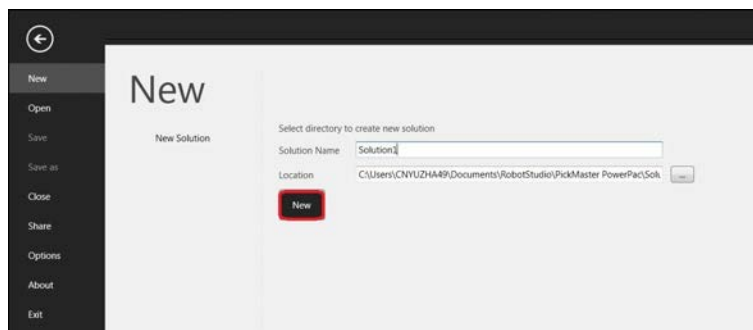 New
Open
Save
Save as
Close
Share
Options
About
Exit
New
New Solution
Select directory to create new solution
Solution Name
Solution1
Location
C:\Users\CNYUZHA49\Documents\RobotStudio\PickMaster PowerPac\Solu
...
New